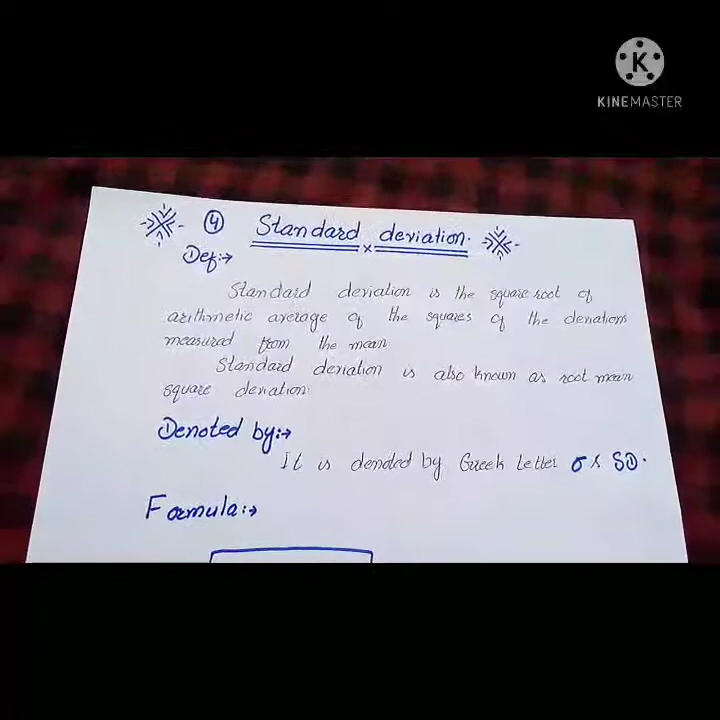 KINEMASTER
④ Standard deviation.
Def:→
Standard deviation is the square root of
arithmetic average of the squares of the deviations
measured from the mean
Standard deviation is also known as root mean
square deviation.
Denoted by:→
It is denoted by Greek Letter σ SD.
Formula:→